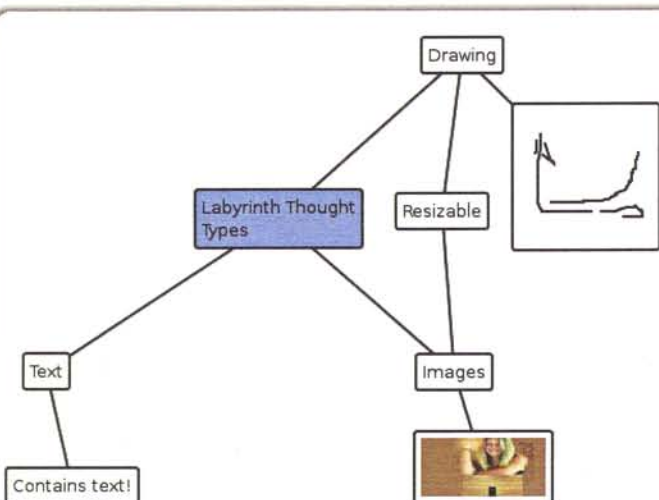 Drawing
Labyrinth Thought
Types
Resizable
Text
Images
Contains text!